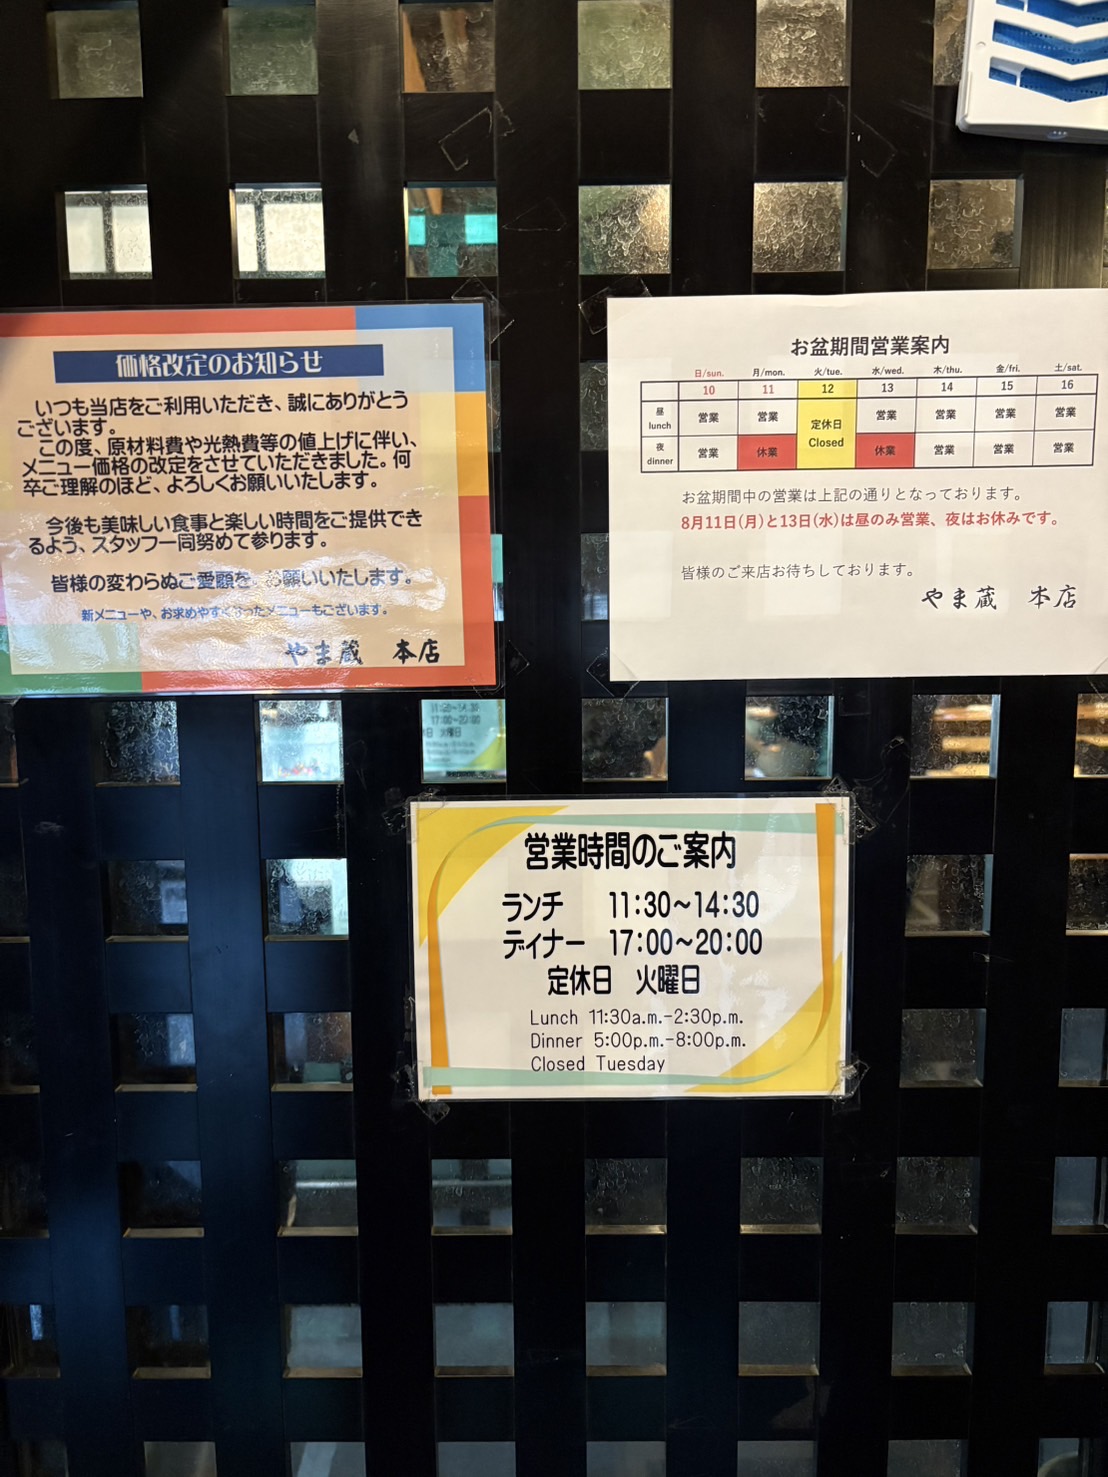 価格改定のお知らせ
いつも当店をご利用いただき、誠にありがとう
ございます。
この度、原材料費や光熱費等の値上げに伴い、
メニュー価格の改定をさせていただきました。何
卒ご理解のほど、よろしくお願いいたします。
今後も美味しい食事と楽しい時間をご提供でき
るよう、スタッフ一同努めて参ります。
皆様の変わらぬご愛顧を、お願いいたします。
新メニューや、お求めやすくなったメニューもございます。
やま蔵 本店
お盆期間営業案内
日/sun. 月/mon. 火/tue. 水/wed. 木/thu. 金/fri. 土/sat.
10 11 12 13 14 15 16
昼 lunch 営業 営業 定休日 Closed 営業 営業 営業 営業
夜 dinner 営業 休業 休業 営業 営業 営業
お盆期間中の営業は上記の通りとなっております。
8月11日(月)と13日(水)は昼のみ営業、夜はお休みです。
皆様のご来店お待ちしております。
やま蔵 本店
営業時間のご案内
ランチ 11:30～14:30
ディナー 17:00～20:00
定休日 火曜日
Lunch 11:30a.m.-2:30p.m.
Dinner 5:00p.m.-8:00p.m.
Closed Tuesday